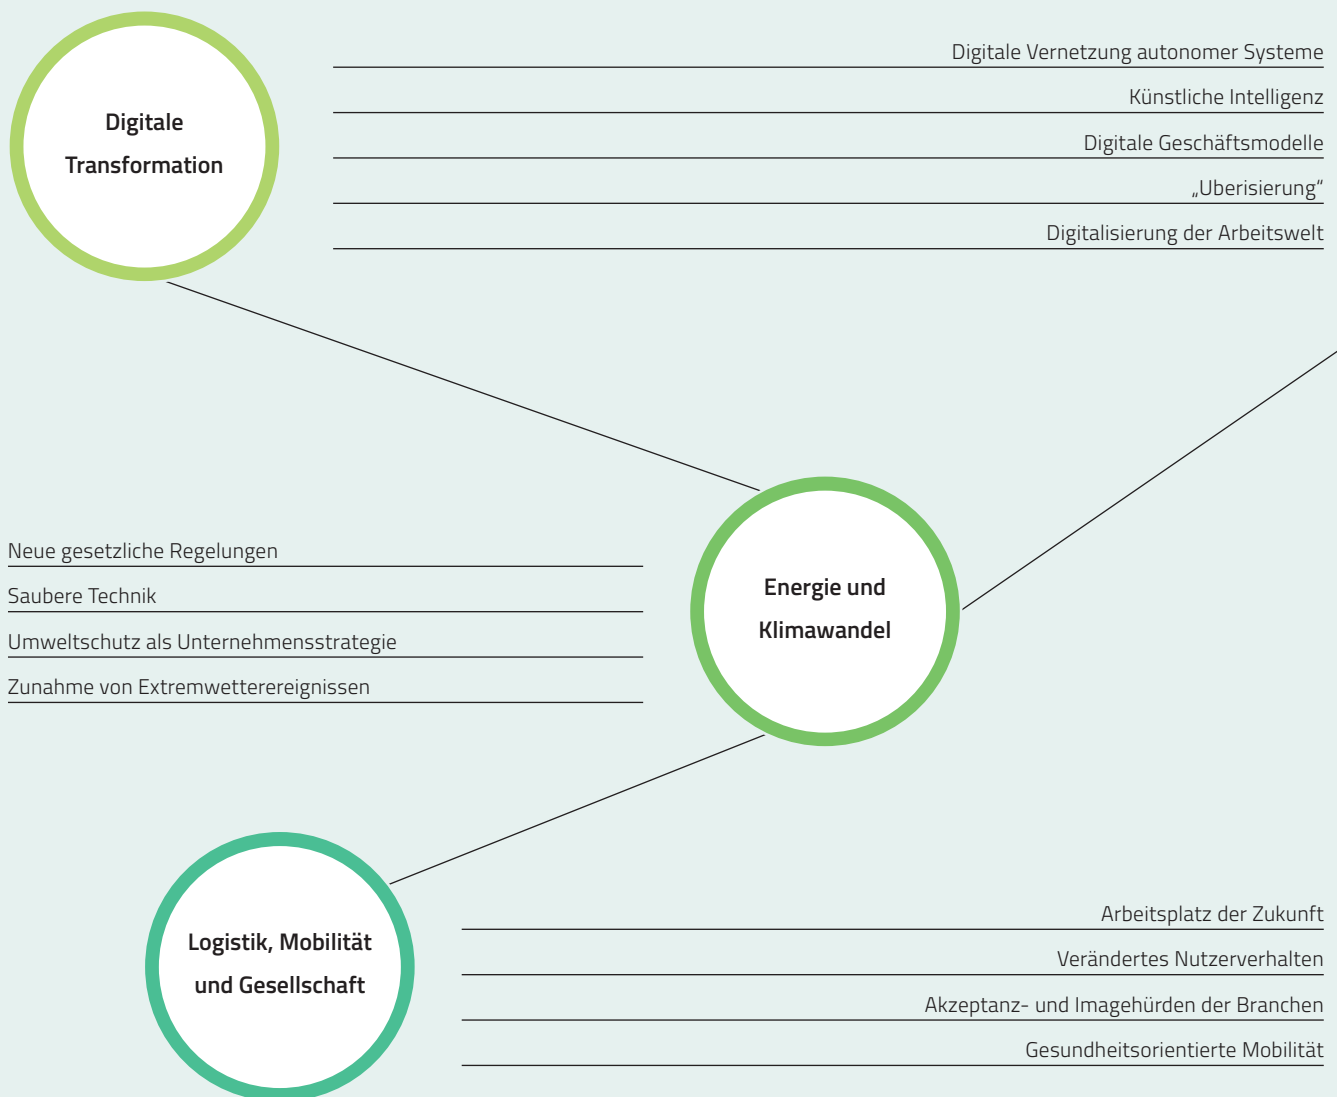 Digitale
Transformation
Digitale Vernetzung autonomer Systeme
Künstliche Intelligenz
Digitale Geschäftsmodelle
„Uberisierung“
Digitalisierung der Arbeitswelt
Neue gesetzliche Regelungen
Saubere Technik
Umweltschutz als Unternehmensstrategie
Zunahme von Extremwetterereignissen
Energie und
Klimawandel
Logistik, Mobilität
und Gesellschaft
Arbeitsplatz der Zukunft
Verändertes Nutzerverhalten
Akzeptanz- und Imagehürden der Branchen
Gesundheitsorientierte Mobilität